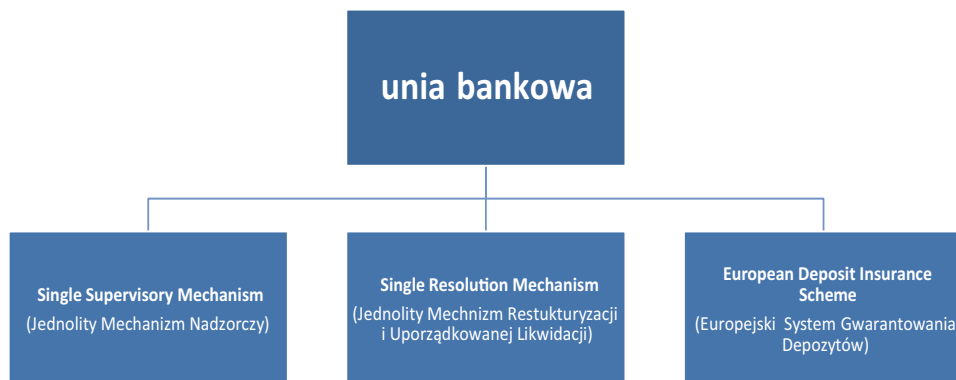 unia bankowa
Single Supervisory Mechanism
(Jednolity Mechanizm Nadzorczy)
Single Resolution Mechanism
(Jednolity Mechnizm Restukturyzacji
i Uporządkowanej Likwidacji)
European Deposit Insurance
Scheme
(Europejski System Gwarantowania
Depozytów)